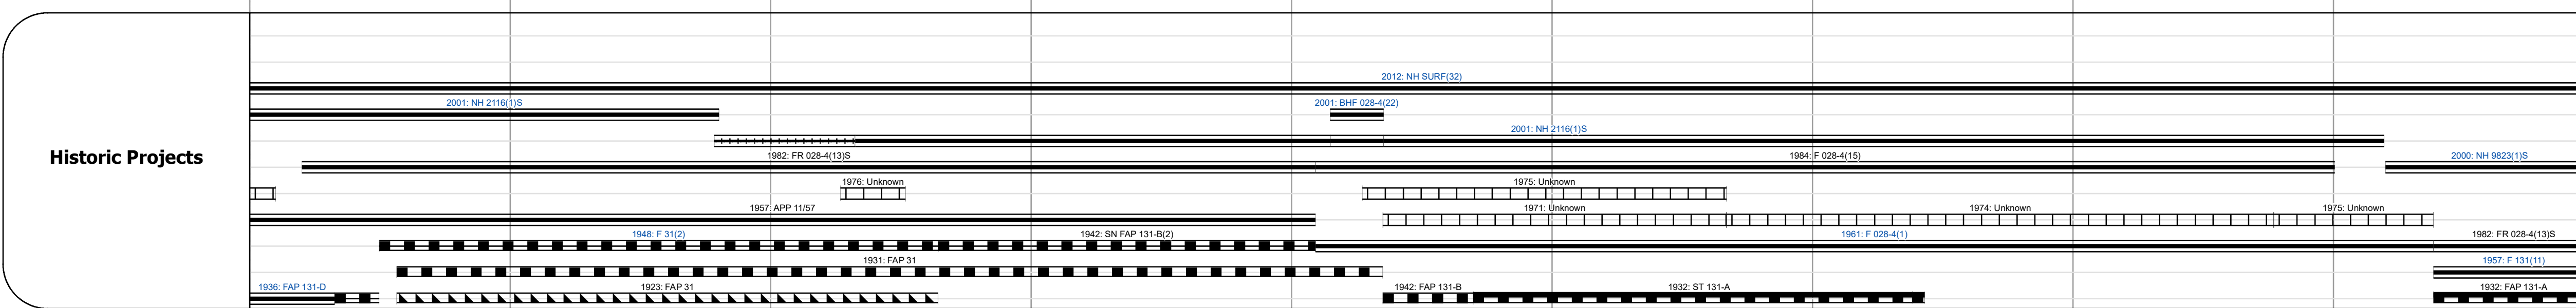 2012: NH SURF(32)
2001: NH 2116(1)S
2001: BHF 028-4(22)
2001: NH 2116(1)S
Historic Projects
1982: FR 028-4(13)S
1984: F 028-4(15)
2000: NH 9823(1)S
1976: Unknown
1975: Unknown
1957: APP 11/57
1971: Unknown
1974: Unknown
1975: Unknown
1948: F 31(2)
1942: SN FAP 131-B(2)
1961: F 028-4(1)
1982: FR 028-4(13)S
1931: FAP 31
1957: F 131(11)
1936: FAP 131-D
1923: FAP 31
1942: FAP 131-B
1932: ST 131-A
1932: FAP 131-A